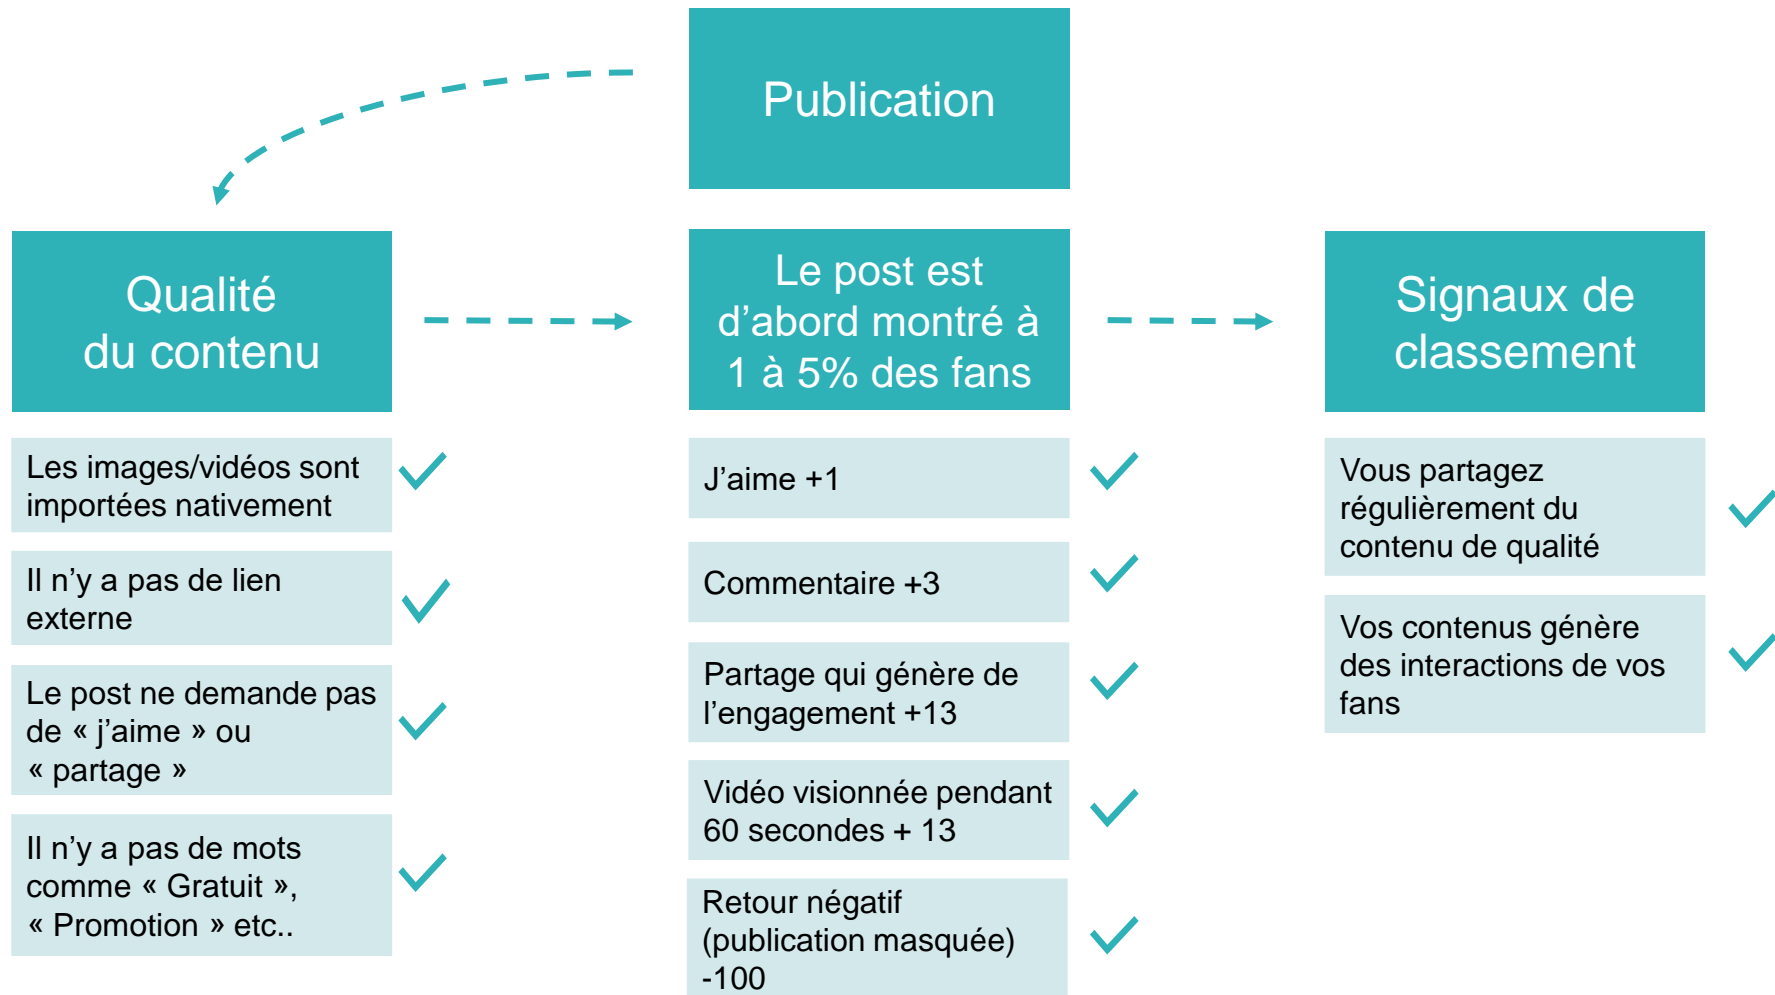 Publication
Qualité
du contenu
Les images/vidéos sont
importées nativement
Il n’y a pas de lien
externe
Le post ne demande pas
de « j’aime » ou
« partage »
Il n’y a pas de mots
comme « Gratuit »,
« Promotion » etc..
Le post est
d’abord montré à
1 à 5% des fans
J’aime +1
Commentaire +3
Partage qui génère de
l’engagement +13
Vidéo visionnée pendant
60 secondes + 13
Retour négatif
(publication masquée)
-100
Signaux de
classement
Vous partagez
régulièrement du
contenu de qualité
Vos contenus génère
des interactions de vos
fans